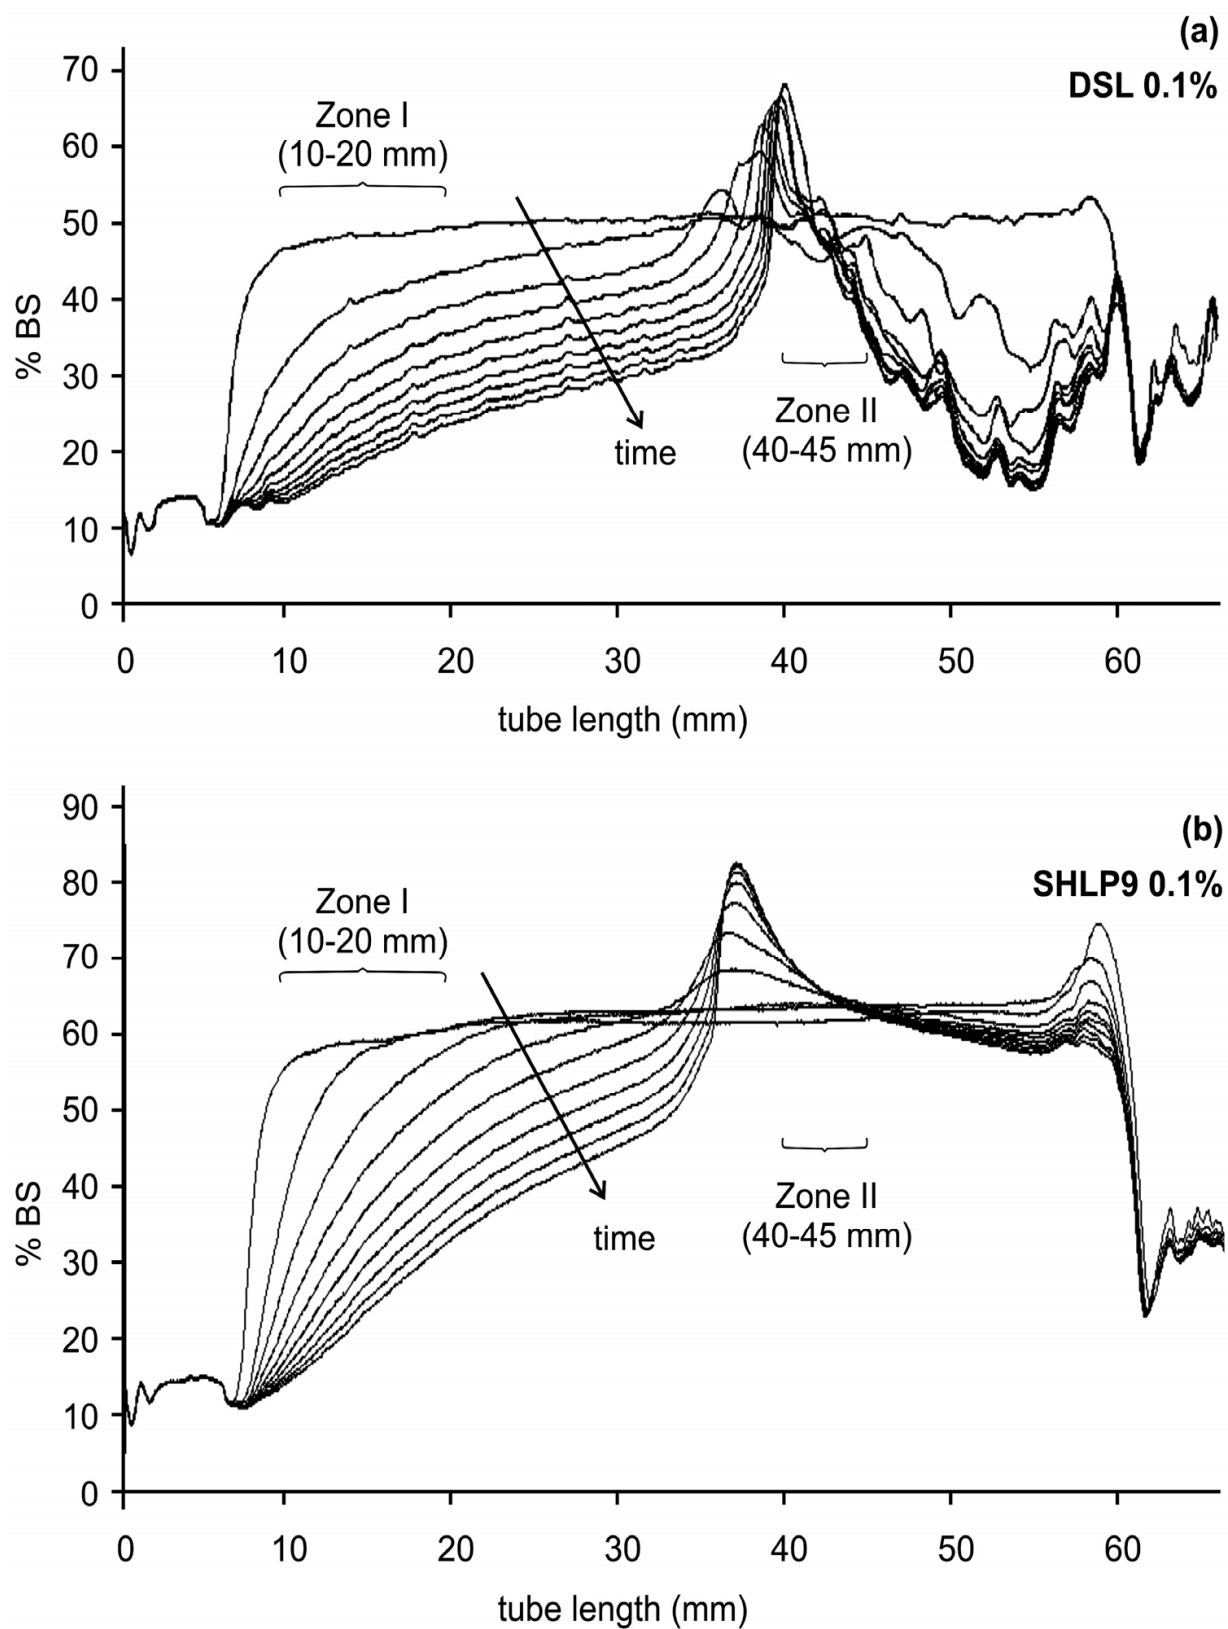 (a)
DSL 0.1%
70
60
50
40
30
20
10
0
% BS
Zone I
(10-20 mm)
time
Zone II
(40-45 mm)
0 10 20 30 40 50 60
tube length (mm)
(b)
SHLP9 0.1%
90
80
70
60
50
40
30
20
10
0
% BS
Zone I
(10-20 mm)
time
Zone II
(40-45 mm)
0 10 20 30 40 50 60
tube length (mm)